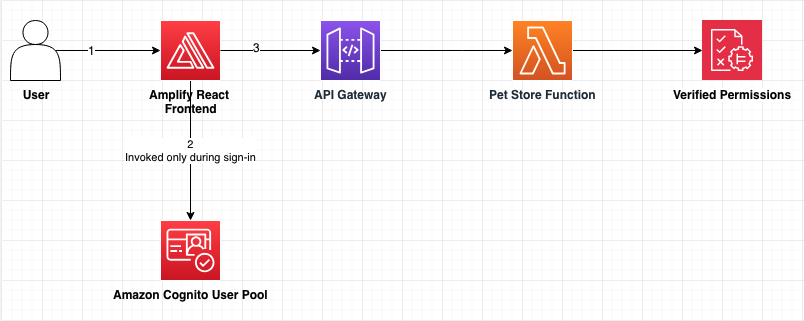 1
3
User
Amplify React
Frontend
API Gateway
Pet Store Function
Verified Permissions
2
Invoked only during sign-in
Amazon Cognito User Pool